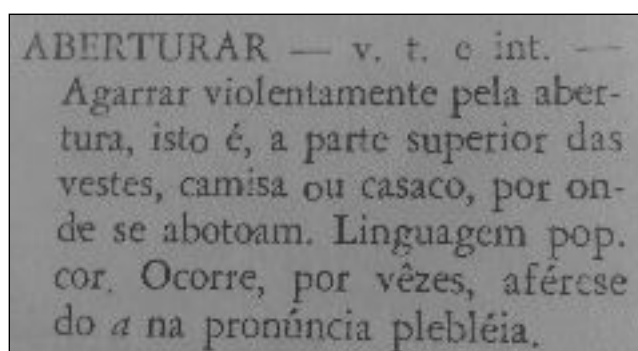 ABERTURAR — v. t. e int. —
Agarrar violentamente pela aber-
tura, isto é, a parte superior das
vestes, camisa ou casaco, por on-
de se abotoam. Linguagem pop.
cor. Ocorre, por vêzes, aférese
do a na pronúncia plebléia.